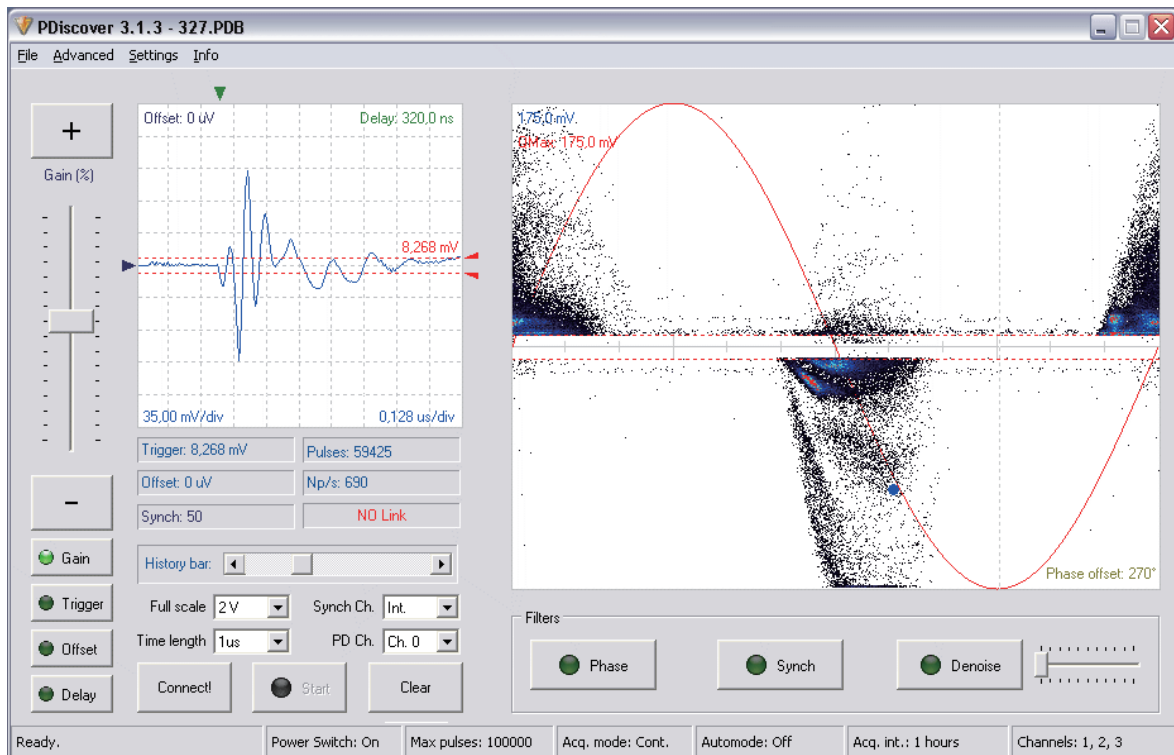 PDiscover 3.1.3 - 327.PDB
File Advanced Settings Info
+
Gain (%)
-
Gain
Trigger
Offset
Delay
Offset: 0 uV
Delay: 320,0 ns
8,268 mV
35,00 mV/div
0,128 us/div
Trigger: 8,268 mV
Pulses: 59425
Offset: 0 uV
Np/s: 690
Synch: 50
NO Link
History bar:
Full scale 2 V
Synch Ch. Int.
Time length 1us
PD Ch. Ch. 0
Connect!
Start
Clear
175,0 mV.
QMax: 175,0 mV
Phase offset: 270°
Filters
Phase
Synch
Denoise
Ready.
Power Switch: On
Max pulses: 100000
Acq. mode: Cont.
Automode: Off
Acq. int.: 1 hours
Channels: 1, 2, 3